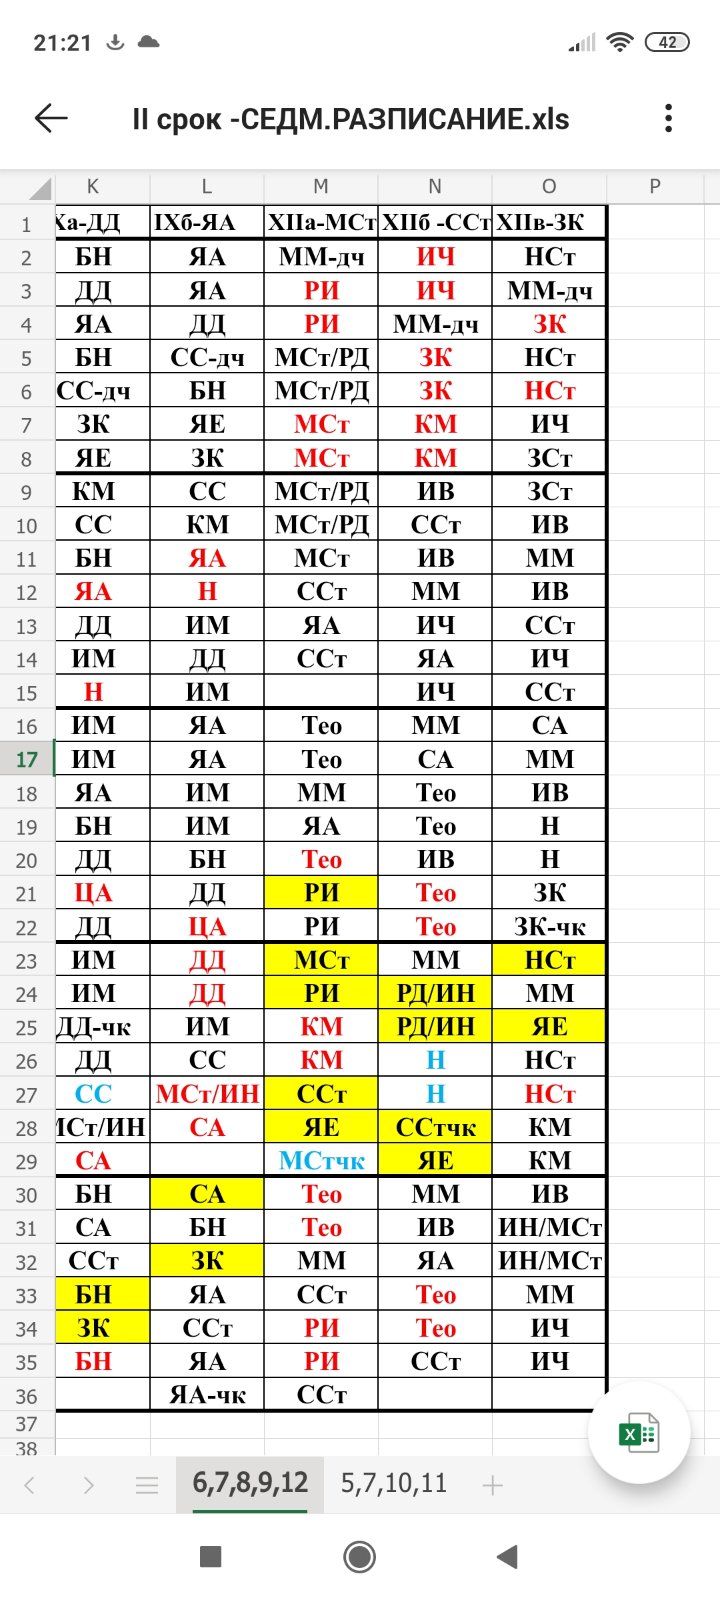 21:21 42
II срок -СЕДМ.РАЗПИСАНИЕ.xls
K L M N O P
1 Ха-ДД IХб-ЯА XIIа-МСт XIIб -ССт XIIв-ЗК
2 БН ЯА ММ-дч ИЧ НСт
3 ДД ЯА РИ ИЧ ММ-дч
4 ЯА ДД РИ ММ-дч ЗК
5 БН СС-дч МСт/РД ЗК НСт
6 СС-дч БН МСт/РД ЗК НСт
7 ЗК ЯЕ МСт КМ ИЧ
8 ЯЕ ЗК МСт КМ ЗСт
9 КМ СС МСт/РД ИВ ЗСт
10 СС КМ МСт/РД ССт ИВ
11 БН ЯА МСт ИВ ММ
12 ЯА Н ССт ММ ИВ
13 ДД ИМ ЯА ИЧ ССт
14 ИМ ДД ССт ЯА ИЧ
15 Н ИМ ИЧ ССт
16 ИМ ЯА Тео ММ СА
17 ИМ ЯА Тео СА ММ
18 ЯА ИМ ММ Тео ИВ
19 БН ИМ ЯА Тео Н
20 ДД БН Тео ИВ Н
21 ЦА ДД РИ Тео ЗК
22 ДД ЦА РИ Тео ЗК-чк
23 ИМ ДД МСт ММ НСт
24 ИМ ДД РИ РД/ИН ММ
25 ДД-чк ИМ КМ РД/ИН ЯЕ
26 ДД СС КМ Н НСт
27 СС МСт/ИН ССт Н НСт
28 МСт/ИН СА ЯЕ ССтчк КМ
29 СА МСтчк ЯЕ КМ
30 БН СА Тео ММ ИВ
31 СА БН Тео ИВ ИН/МСт
32 ССт ЗК ММ ЯА ИН/МСт
33 БН ЯА ССт Тео ММ
34 ЗК ССт РИ Тео ИЧ
35 БН ЯА РИ ССт ИЧ
36 ЯА-чк ССт
37
38
6,7,8,9,12 5,7,10,11